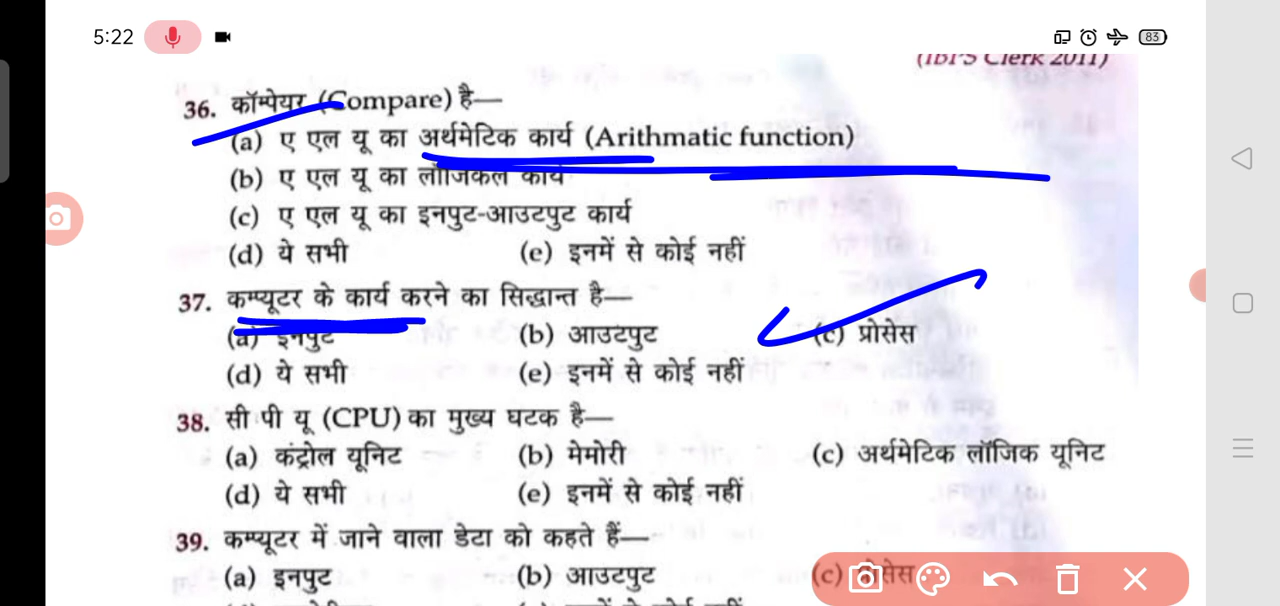 5:22
83
(IBPS Clerk 2011)
36. कॉम्पेयर (Compare) है—
(a) ए एल यू का अर्थमेटिक कार्य (Arithmatic function)
(b) ए एल यू का लॉजिकल कार्य
(c) ए एल यू का इनपुट-आउटपुट कार्य
(d) ये सभी (e) इनमें से कोई नहीं
37. कम्प्यूटर के कार्य करने का सिद्धान्त है—
(a) इनपुट (b) आउटपुट (c) प्रोसेस
(d) ये सभी (e) इनमें से कोई नहीं
38. सी पी यू (CPU) का मुख्य घटक है—
(a) कंट्रोल यूनिट (b) मेमोरी (c) अर्थमेटिक लॉजिक यूनिट
(d) ये सभी (e) इनमें से कोई नहीं
39. कम्प्यूटर में जाने वाला डेटा को कहते हैं—
(a) इनपुट (b) आउटपुट (c) प्रोसेस